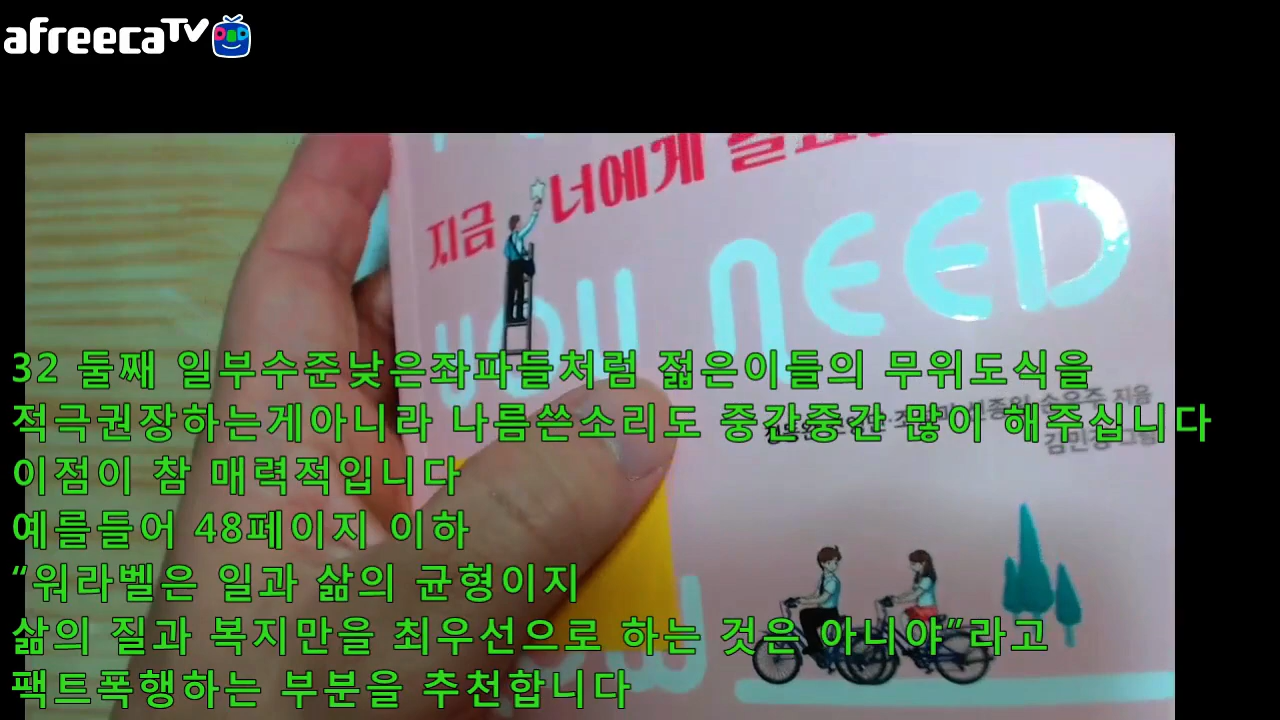 afreecaTV
지금 너에게
YOU NEED
32 둘째 일부수준낮은좌파들처럼 젊은이들의 무위도식을
적극권장하는게아니라 나름쓴소리도 중간중간 많이 해주십니다
손유주 지음
이점이 참 매력적입니다
예를들어 48페이지 이하
“워라벨은 일과 삶의 균형이지
삶의 질과 복지만을 최우선으로 하는 것은 아니야”라고
팩트폭행하는 부분을 추천합니다